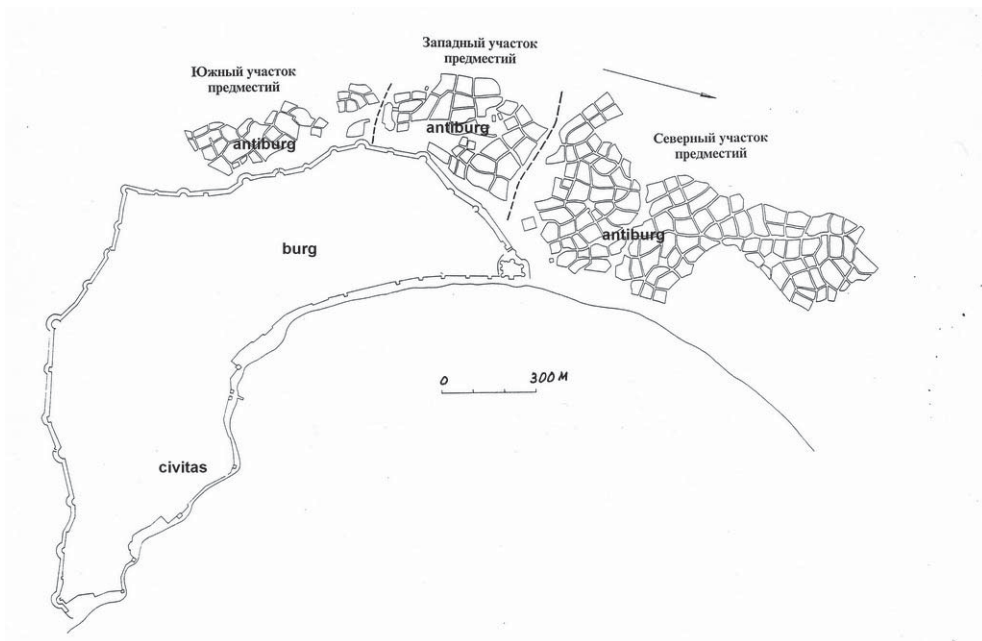 Западный участок
предместий
Южный участок
предместий
antiburg
antiburg
Северный участок
предместий
antiburg
burg
0 300 м
civitas